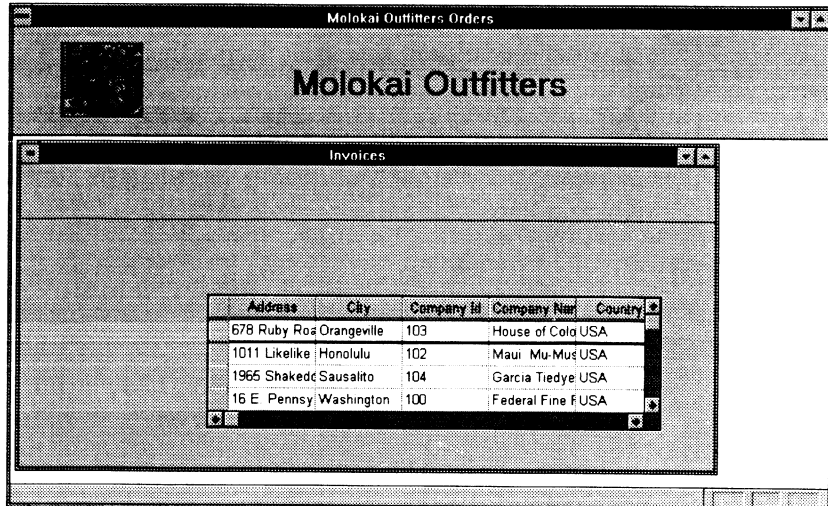 Molokai Outfitters Orders
Molokai Outfitters
Invoices
Address City Company Id Company Nar Country
678 Ruby Roa Orangeville 103 House of Colo USA
1011 Likelike Honolulu 102 Maui Mu-Mus USA
1965 Shakedo Sausalito 104 Garcia Tiedye USA
16 E. Pennsy Washington 100 Federal Fine F USA